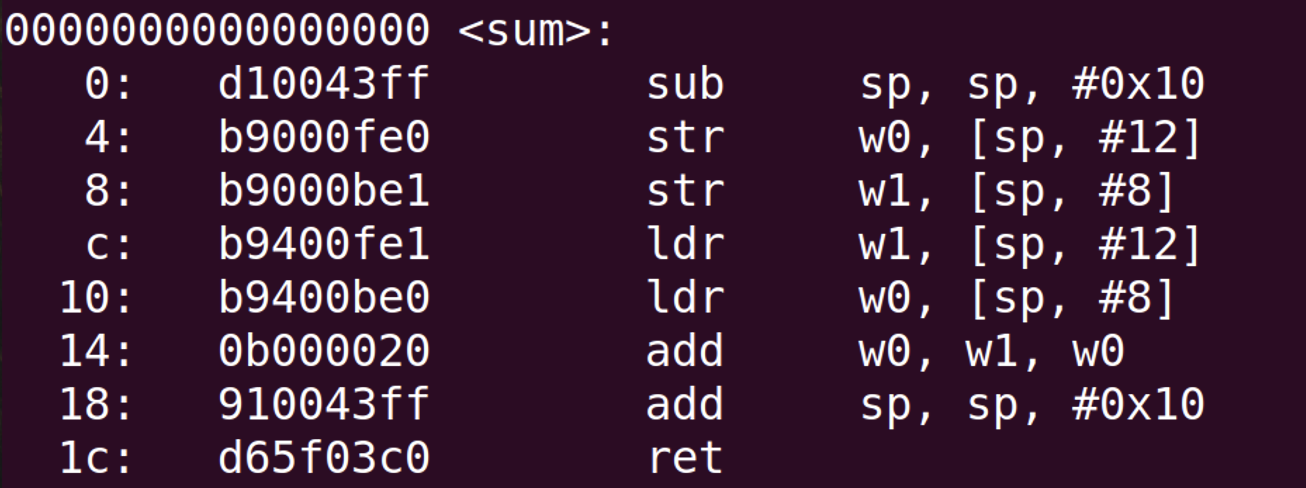 0000000000000000 <sum>:
0: d10043ff sub sp, sp, #0x10
4: b9000fe0 str w0, [sp, #12]
8: b9000be1 str w1, [sp, #8]
c: b9400fe1 ldr w1, [sp, #12]
10: b9400be0 ldr w0, [sp, #8]
14: 0b000020 add w0, w1, w0
18: 910043ff add sp, sp, #0x10
1c: d65f03c0 ret